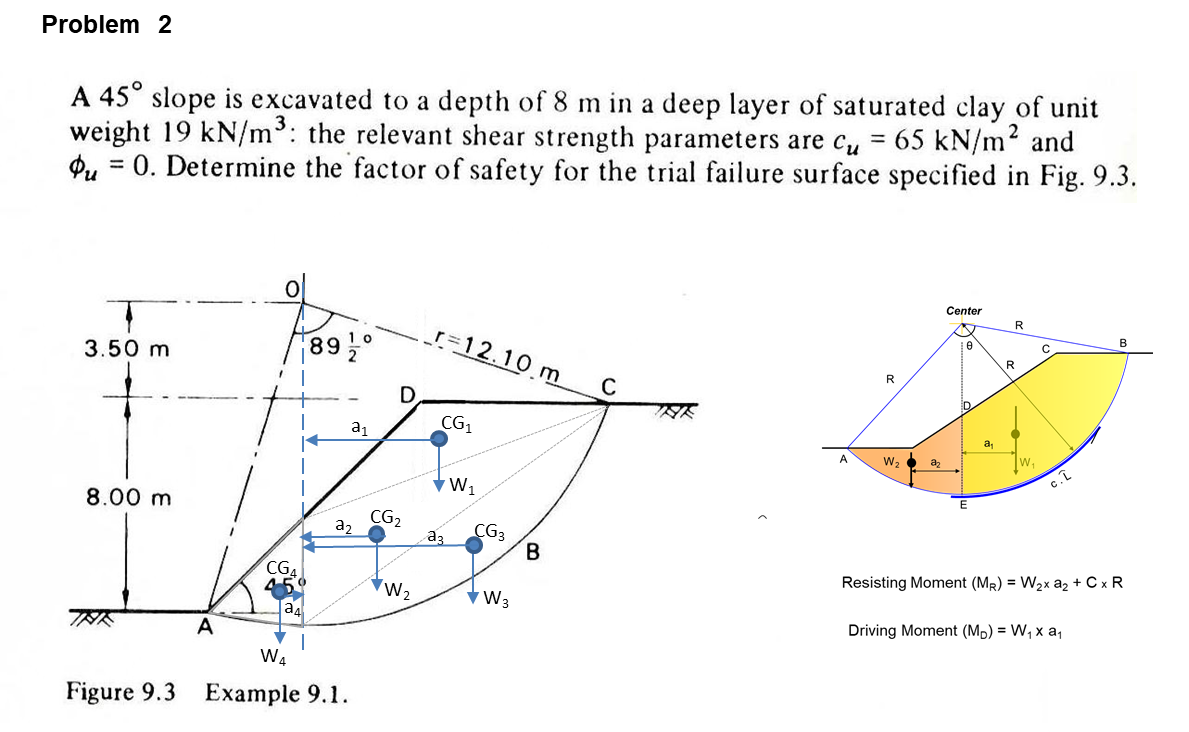 Problem 2
A 45° slope is excavated to a depth of 8 m in a deep layer of saturated clay of unit
weight 19 kN/m³: the relevant shear strength parameters are cᵤ = 65 kN/m² and
ϕᵤ = 0. Determine the factor of safety for the trial failure surface specified in Fig. 9.3.
O
89 ½°
r=12.10 m
3.50 m
D
C
a₁
CG₁
W₁
8.00 m
a₂
CG₂
a₃
CG₃
B
CG₄
45°
a₄
W₂
W₃
A
W₄
Figure 9.3 Example 9.1.
Center
R
θ
C
B
R
R
D
a₁
A
W₂
a₂
W₁
c.L̂
E
Resisting Moment (M_R) = W₂x a₂ + C x R
Driving Moment (M_D) = W₁ x a₁